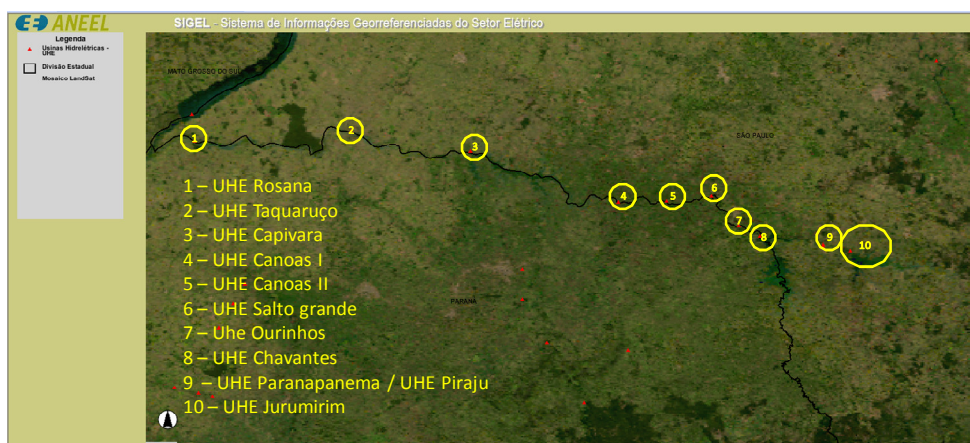 ANEEL
SIGEL - Sistema de Informações Georreferenciadas do Setor Elétrico
Legenda
Usinas Hidrelétricas -
UHE
Divisão Estadual
Mosaico LandSat
MATO GROSSO DO SUL
SÃO PAULO
PARANÁ
1
2
3
4
5
6
7
8
9
10
1 – UHE Rosana
2 – UHE Taquaruço
3 – UHE Capivara
4 – UHE Canoas I
5 – UHE Canoas II
6 – UHE Salto grande
7 – Uhe Ourinhos
8 – UHE Chavantes
9 – UHE Paranapanema / UHE Piraju
10 – UHE Jurumirim